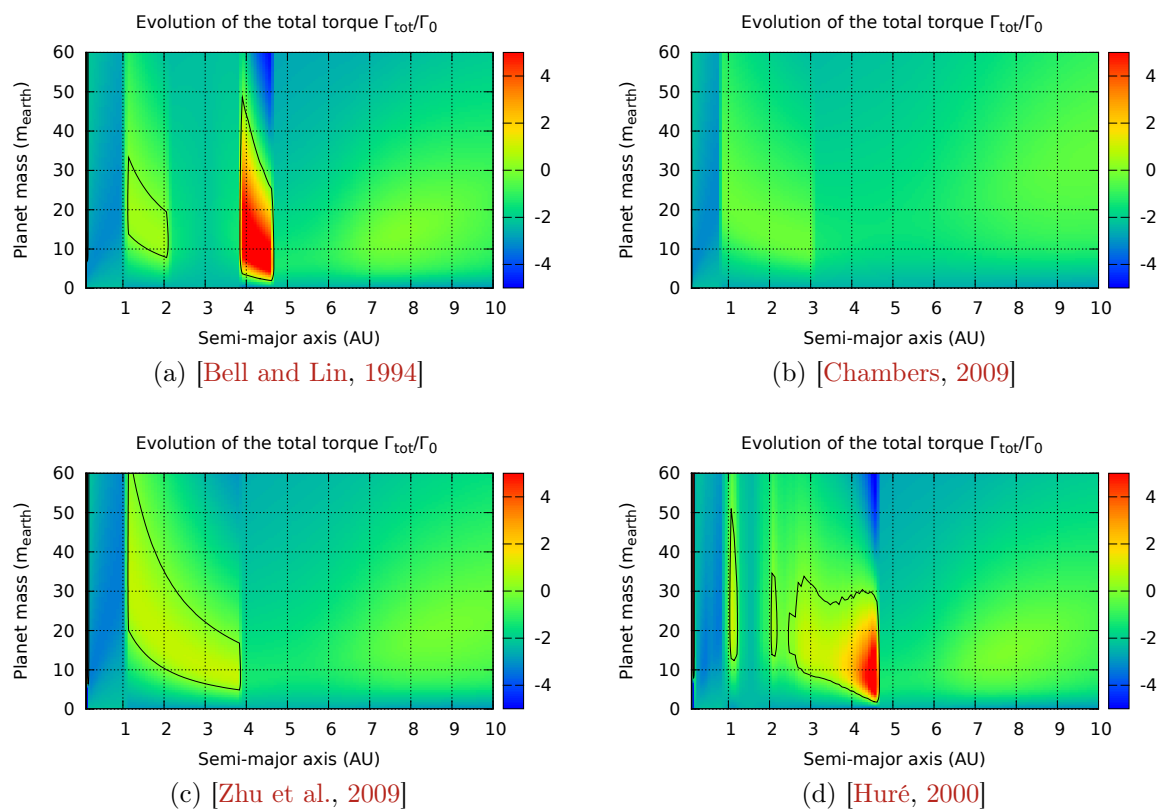 Evolution of the total torque Γtot/Γ0
Planet mass (mearth)
60
50
40
30
20
10
0
1 2 3 4 5 6 7 8 9 10
Semi-major axis (AU)
4
2
0
-2
-4
(a) [Bell and Lin, 1994]
Evolution of the total torque Γtot/Γ0
Planet mass (mearth)
60
50
40
30
20
10
0
1 2 3 4 5 6 7 8 9 10
Semi-major axis (AU)
4
2
0
-2
-4
(b) [Chambers, 2009]
Evolution of the total torque Γtot/Γ0
Planet mass (mearth)
60
50
40
30
20
10
0
1 2 3 4 5 6 7 8 9 10
Semi-major axis (AU)
4
2
0
-2
-4
(c) [Zhu et al., 2009]
Evolution of the total torque Γtot/Γ0
Planet mass (mearth)
60
50
40
30
20
10
0
1 2 3 4 5 6 7 8 9 10
Semi-major axis (AU)
4
2
0
-2
-4
(d) [Huré, 2000]